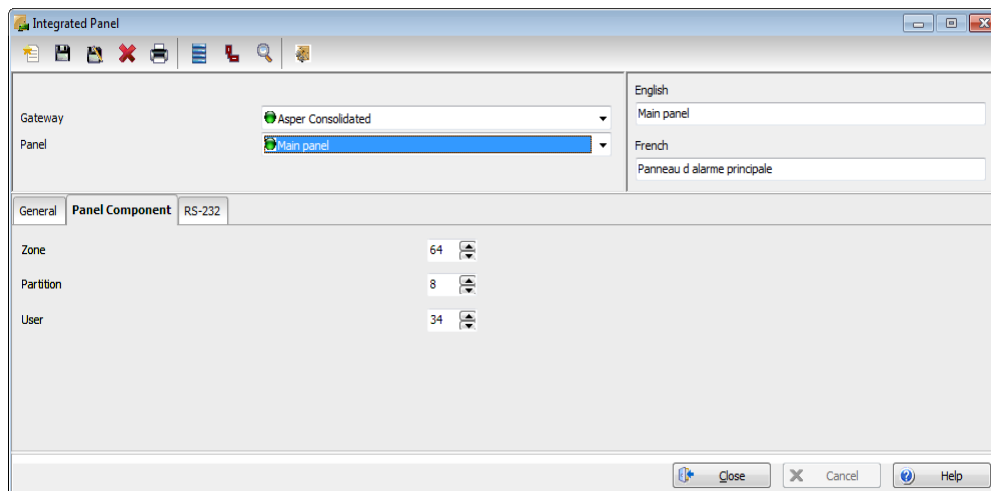 Integrated Panel
Gateway
Asper Consolidated
Panel
Main panel
English
Main panel
French
Panneau d alarme principale
General
Panel Component
RS-232
Zone
64
Partition
8
User
34
Close
Cancel
Help